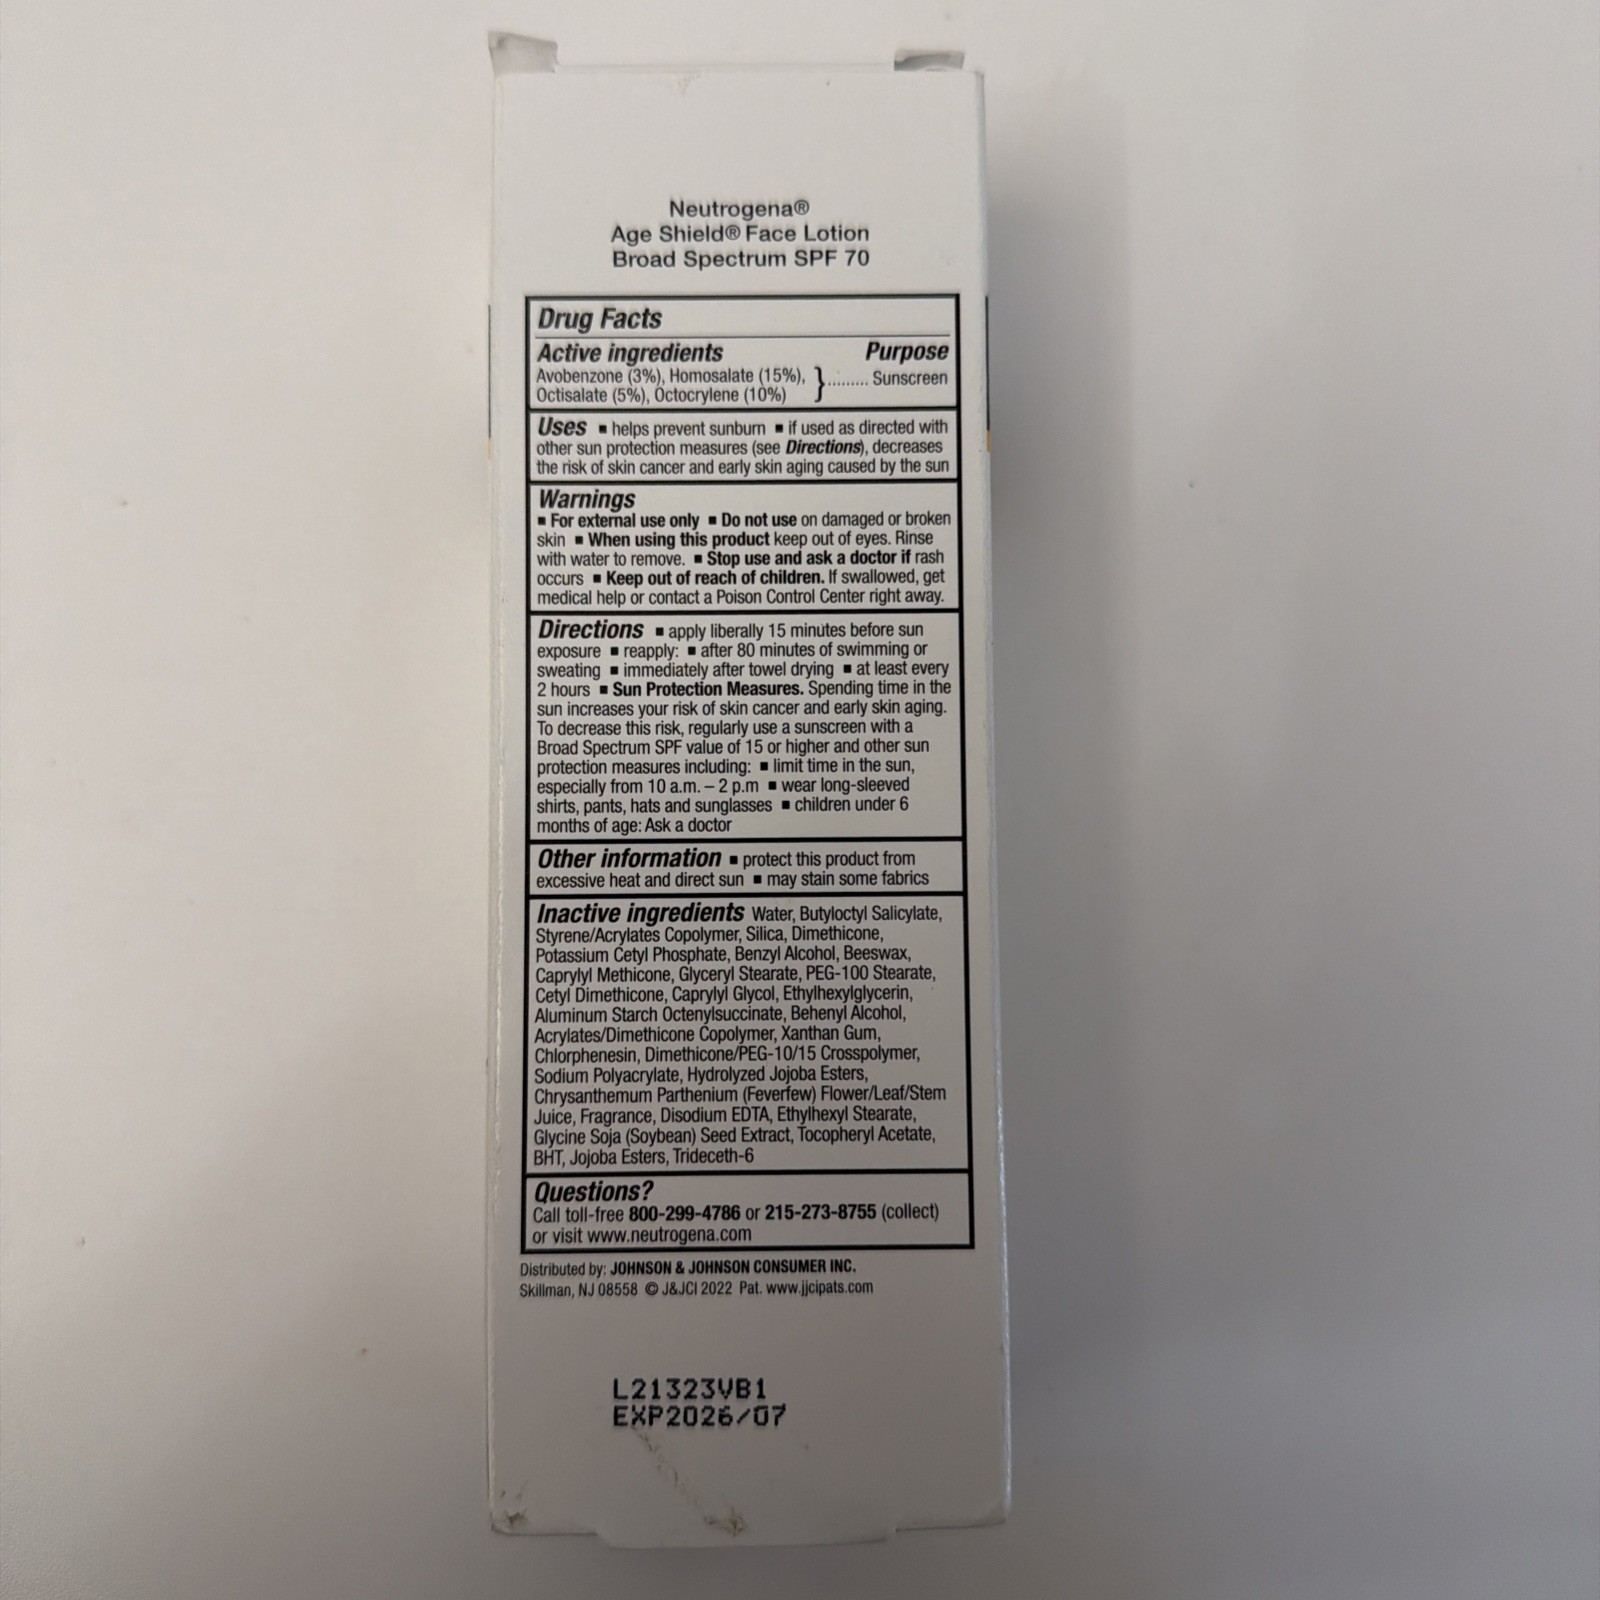 Neutrogena®
Age Shield® Face Lotion
Broad Spectrum SPF 70
Drug Facts
Active ingredients Purpose
Avobenzone (3%), Homosalate (15%),
Octisalate (5%), Octocrylene (10%) }......... Sunscreen
Uses ▪ helps prevent sunburn ▪ if used as directed with
other sun protection measures (see Directions), decreases
the risk of skin cancer and early skin aging caused by the sun
Warnings
▪ For external use only ▪ Do not use on damaged or broken
skin ▪ When using this product keep out of eyes. Rinse
with water to remove. ▪ Stop use and ask a doctor if rash
occurs ▪ Keep out of reach of children. If swallowed, get
medical help or contact a Poison Control Center right away.
Directions ▪ apply liberally 15 minutes before sun
exposure ▪ reapply: ▪ after 80 minutes of swimming or
sweating ▪ immediately after towel drying ▪ at least every
2 hours ▪ Sun Protection Measures. Spending time in the
sun increases your risk of skin cancer and early skin aging.
To decrease this risk, regularly use a sunscreen with a
Broad Spectrum SPF value of 15 or higher and other sun
protection measures including: ▪ limit time in the sun,
especially from 10 a.m. – 2 p.m ▪ wear long-sleeved
shirts, pants, hats and sunglasses ▪ children under 6
months of age: Ask a doctor
Other information ▪ protect this product from
excessive heat and direct sun ▪ may stain some fabrics
Inactive ingredients Water, Butyloctyl Salicylate,
Styrene/Acrylates Copolymer, Silica, Dimethicone,
Potassium Cetyl Phosphate, Benzyl Alcohol, Beeswax,
Caprylyl Methicone, Glyceryl Stearate, PEG-100 Stearate,
Cetyl Dimethicone, Caprylyl Glycol, Ethylhexylglycerin,
Aluminum Starch Octenylsuccinate, Behenyl Alcohol,
Acrylates/Dimethicone Copolymer, Xanthan Gum,
Chlorphenesin, Dimethicone/PEG-10/15 Crosspolymer,
Sodium Polyacrylate, Hydrolyzed Jojoba Esters,
Chrysanthemum Parthenium (Feverfew) Flower/Leaf/Stem
Juice, Fragrance, Disodium EDTA, Ethylhexyl Stearate,
Glycine Soja (Soybean) Seed Extract, Tocopheryl Acetate,
BHT, Jojoba Esters, Trideceth-6
Questions?
Call toll-free 800-299-4786 or 215-273-8755 (collect)
or visit www.neutrogena.com
Distributed by: JOHNSON & JOHNSON CONSUMER INC.
Skillman, NJ 08558 © J&JCI 2022 Pat. www.jjcipats.com
L21323VB1
EXP2026/07